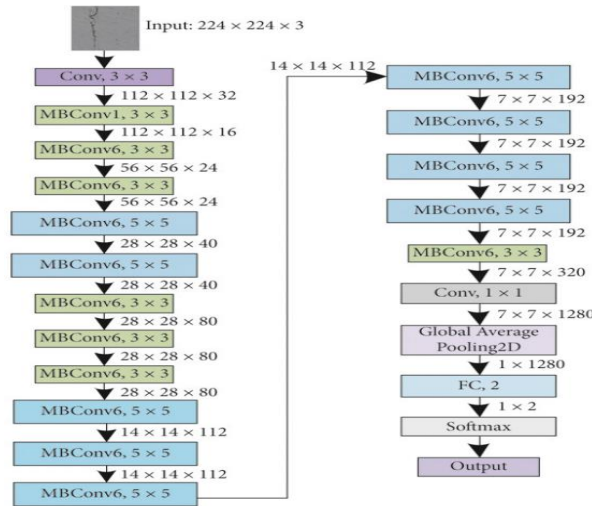 Input: 224 × 224 × 3
Conv, 3 × 3
112 × 112 × 32
MBConv1, 3 × 3
112 × 112 × 16
MBConv6, 3 × 3
56 × 56 × 24
MBConv6, 3 × 3
56 × 56 × 24
MBConv6, 5 × 5
28 × 28 × 40
MBConv6, 5 × 5
28 × 28 × 40
MBConv6, 3 × 3
28 × 28 × 80
MBConv6, 3 × 3
28 × 28 × 80
MBConv6, 3 × 3
28 × 28 × 80
MBConv6, 5 × 5
14 × 14 × 112
MBConv6, 5 × 5
14 × 14 × 112
MBConv6, 5 × 5
14 × 14 × 112
MBConv6, 5 × 5
7 × 7 × 192
MBConv6, 5 × 5
7 × 7 × 192
MBConv6, 5 × 5
7 × 7 × 192
MBConv6, 5 × 5
7 × 7 × 192
MBConv6, 3 × 3
7 × 7 × 320
Conv, 1 × 1
7 × 7 × 1280
Global Average
Pooling2D
1 × 1280
FC, 2
1 × 2
Softmax
Output